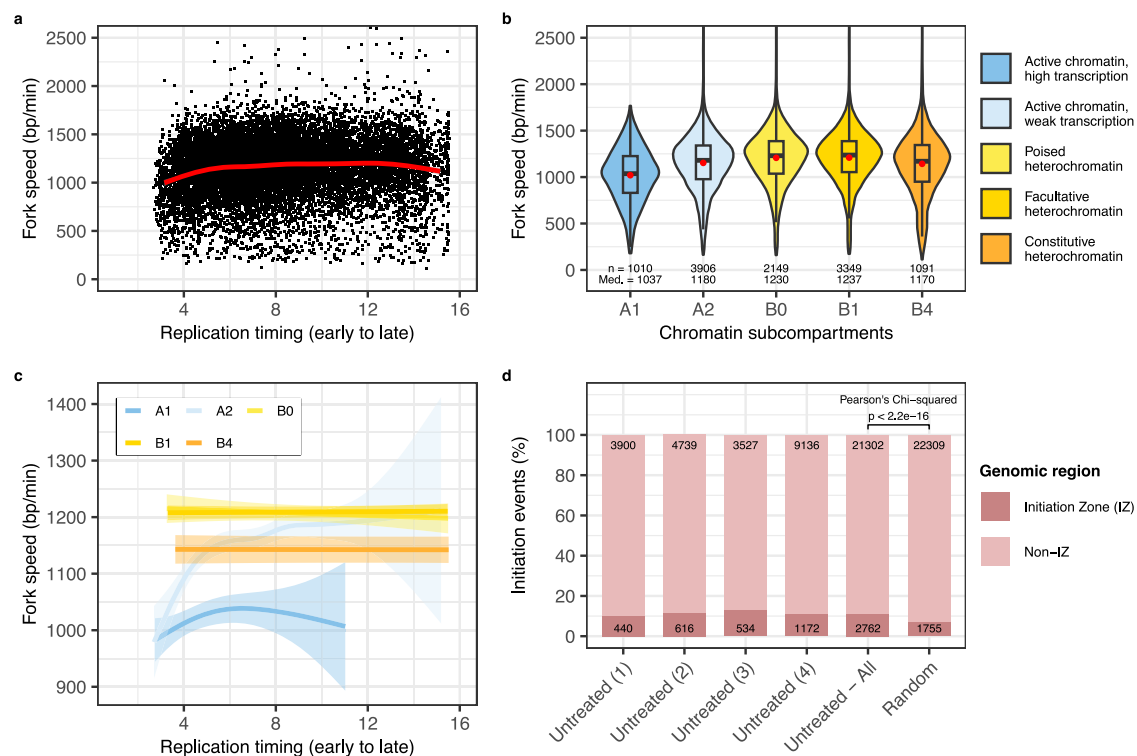 a
2500
2000
1500
1000
500
0
Fork speed (bp/min)
4
8
12
16
Replication timing (early to late)
b
2500
2000
1500
1000
500
0
Fork speed (bp/min)
n = 1010
3906
2149
3349
1091
Med. = 1037
1180
1230
1237
1170
A1
A2
B0
B1
B4
Chromatin subcompartments
Active chromatin,
high transcription
Active chromatin,
weak transcription
Poised
heterochromatin
Facultative
heterochromatin
Constitutive
heterochromatin
c
A1
A2
B0
B1
B4
1400
1300
1200
1100
1000
900
Fork speed (bp/min)
4
8
12
16
Replication timing (early to late)
d
Pearson's Chi−squared
p < 2.2e−16
100
80
60
40
20
0
Initiation events (%)
3900
4739
3527
9136
21302
22309
440
616
534
1172
2762
1755
Untreated (1)
Untreated (2)
Untreated (3)
Untreated (4)
Untreated − All
Random
Genomic region
Initiation Zone (IZ)
Non−IZ